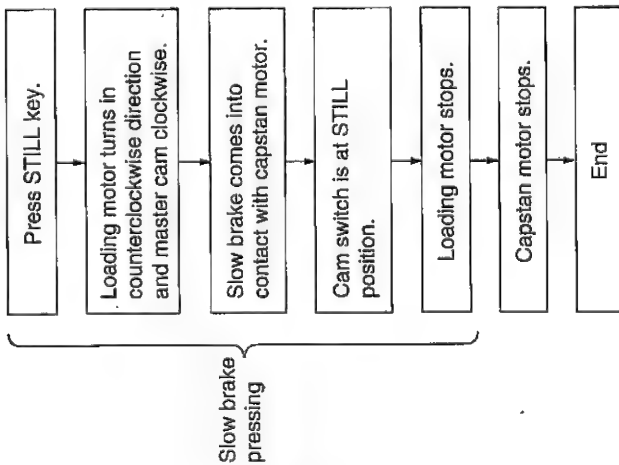 Press STILL key.
Loading motor turns in
counterclockwise direction
and master cam clockwise.
Slow brake comes into
contact with capstan motor.
Cam switch is at STILL
position.
Loading motor stops.
Capstan motor stops.
End
Slow brake
pressing